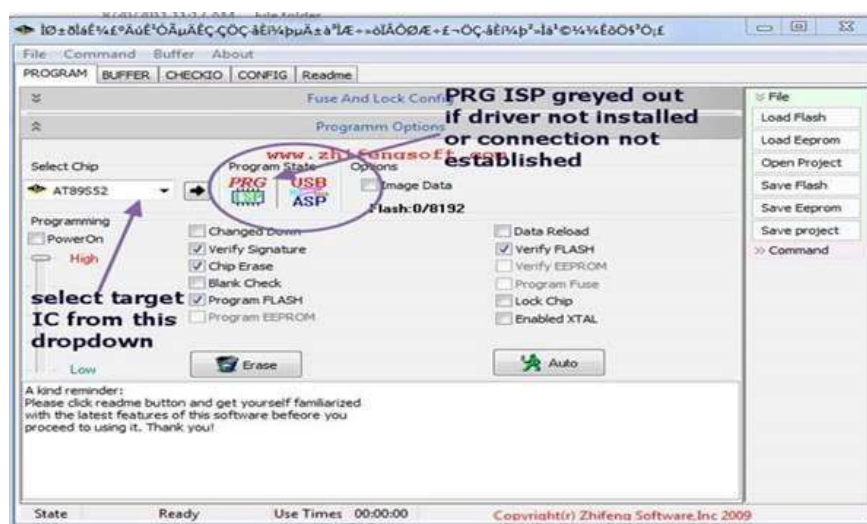 File Command Buffer About
PROGRAM BUFFER CHECKIO CONFIG Readme
Fuse And Lock Config
PRG ISP greyed out
if driver not installed
or connection not
established
Programm Options
www.zhifengsoft.com
Select Chip
Program State
Options
AT89S52
PRG
ISP
USB
ASP
Image Data
Flash:0/8192
Programming
PowerOn
High
Low
Changed Down
Verify Signature
Chip Erase
Blank Check
Program FLASH
Program EEPROM
Data Reload
Verify FLASH
Verify EEPROM
Program Fuse
Lock Chip
Enabled XTAL
select target
IC from this
dropdown
Erase
Auto
A kind reminder:
Please click readme button and get yourself familiarized
with the latest features of this software befeore you
proceed to using it. Thank you!
State Ready Use Times 00:00:00 Copyright(r) Zhifeng Software,Inc 2009
File
Load Flash
Load Eeprom
Open Project
Save Flash
Save Eeprom
Save project
Command